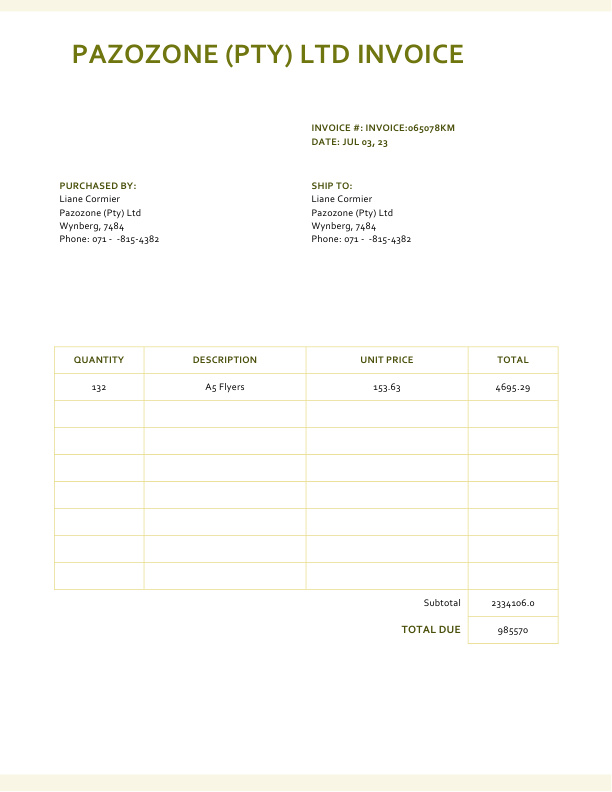 PAZOZONE (PTY) LTD INVOICE
INVOICE #: INVOICE:065078KM
DATE: JUL 03, 23
PURCHASED BY:
Liane Cormier
Pazozone (Pty) Ltd
Wynberg, 7484
Phone: 071 -  -815-4382
SHIP TO:
Liane Cormier
Pazozone (Pty) Ltd
Wynberg, 7484
Phone: 071 -  -815-4382
QUANTITY DESCRIPTION UNIT PRICE TOTAL
132 A5 Flyers 153.63 4695.29
Subtotal 2334106.0
TOTAL DUE 985570